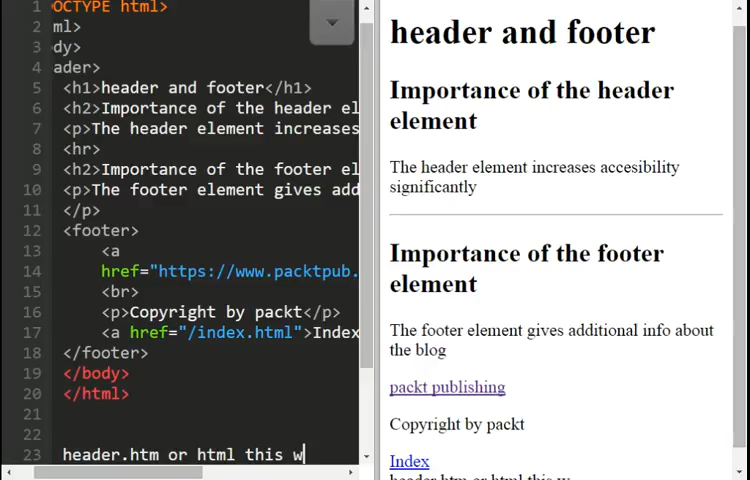 1 OCTYPE html>
2 ml>
3 dy>
4 ader>
5 <h1>header and footer</h1>
6 <h2>Importance of the header el
7 <p>The header element increases
8 <hr>
9 <h2>Importance of the footer el
10 <p>The footer element gives add
11 </p>
12 <footer>
13 <a
14 href="https://www.packtpub.
15 <br>
16 <p>Copyright by packt</p>
17 <a href="/index.html">Index
18 </footer>
19 </body>
20 </html>
21
22
23 header.htm or html this w
header and footer
Importance of the header
element
The header element increases accesibility
significantly
Importance of the footer
element
The footer element gives additional info about
the blog
packt publishing
Copyright by packt
Index
header.htm or html this w